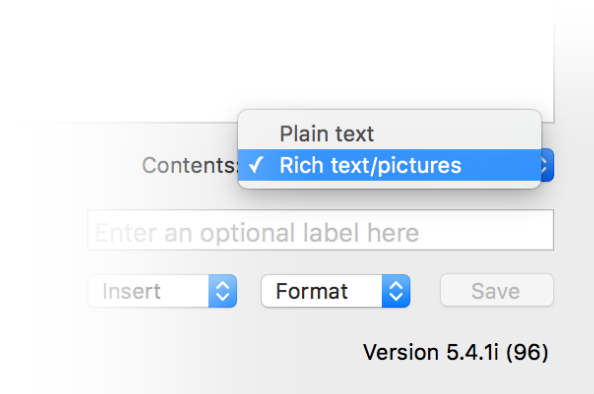 Plain text
Contents: ✓ Rich text/pictures
Enter an optional label here
Insert Format Save
Version 5.4.1i (96)